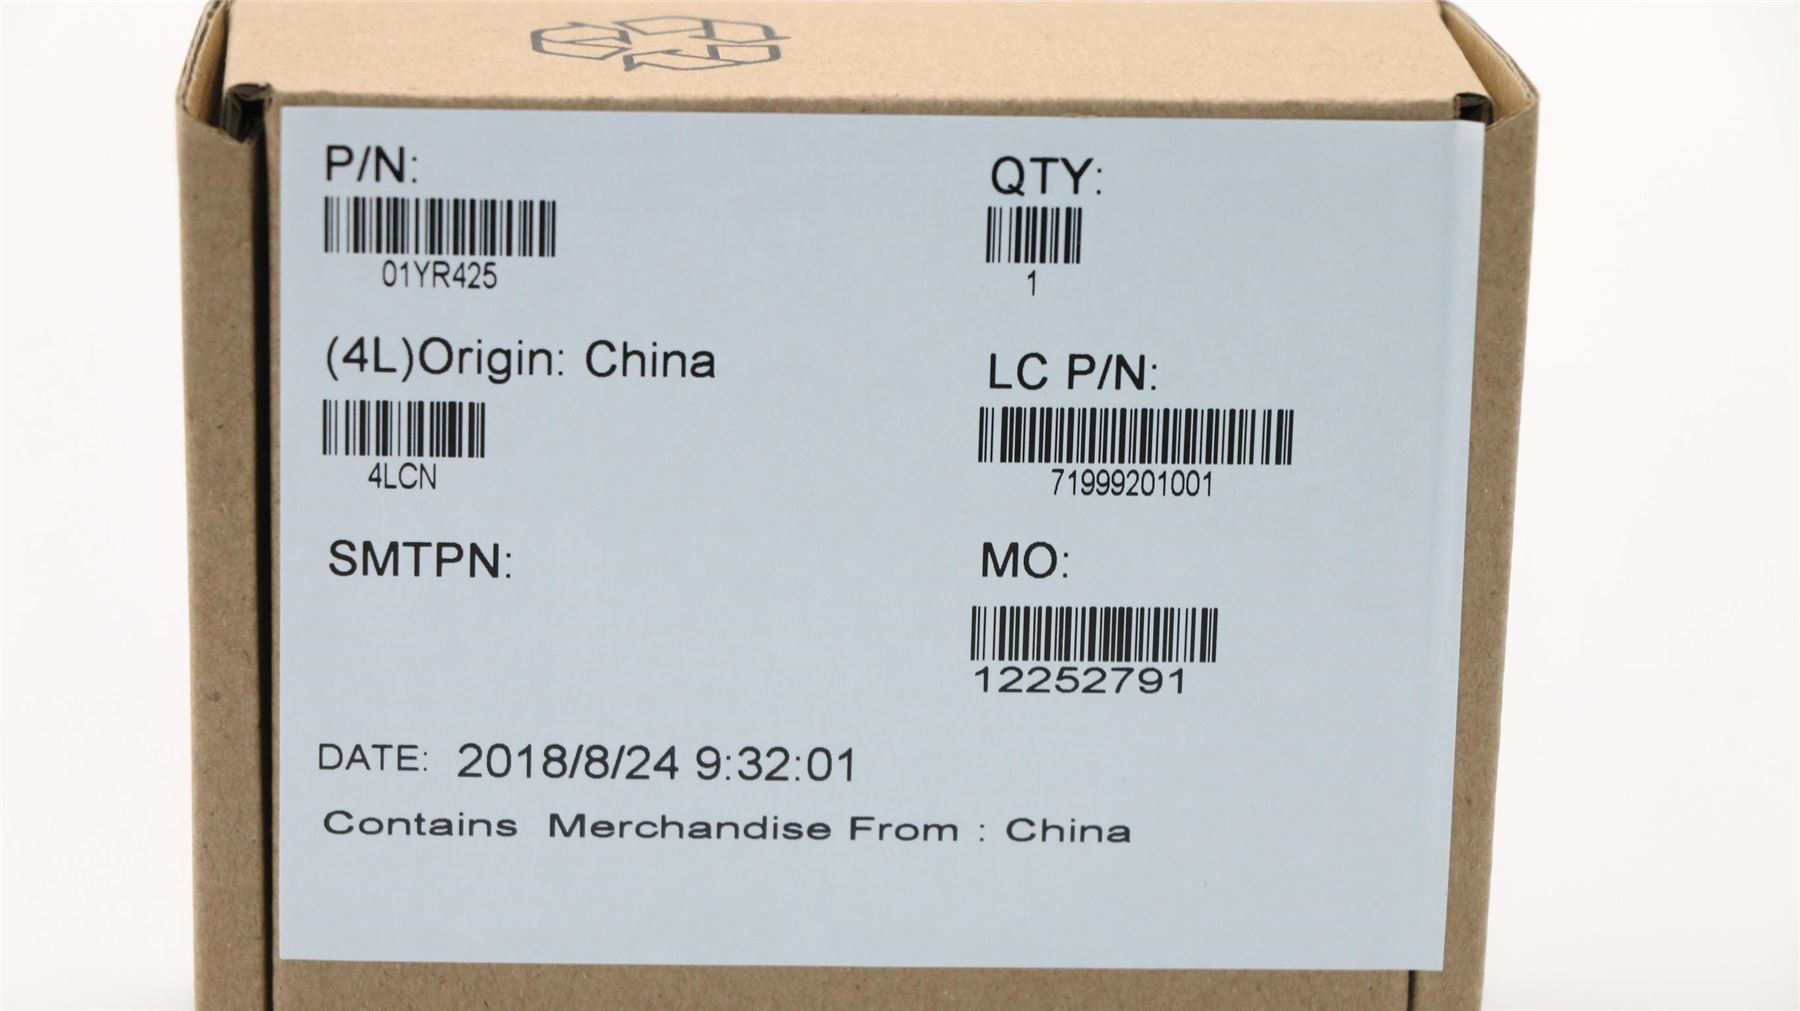 P/N:
01YR425
QTY:
1
(4L)Origin: China
4LCN
LC P/N:
71999201001
SMTPN:
MO:
12252791
DATE: 2018/8/24 9:32:01
Contains Merchandise From : China